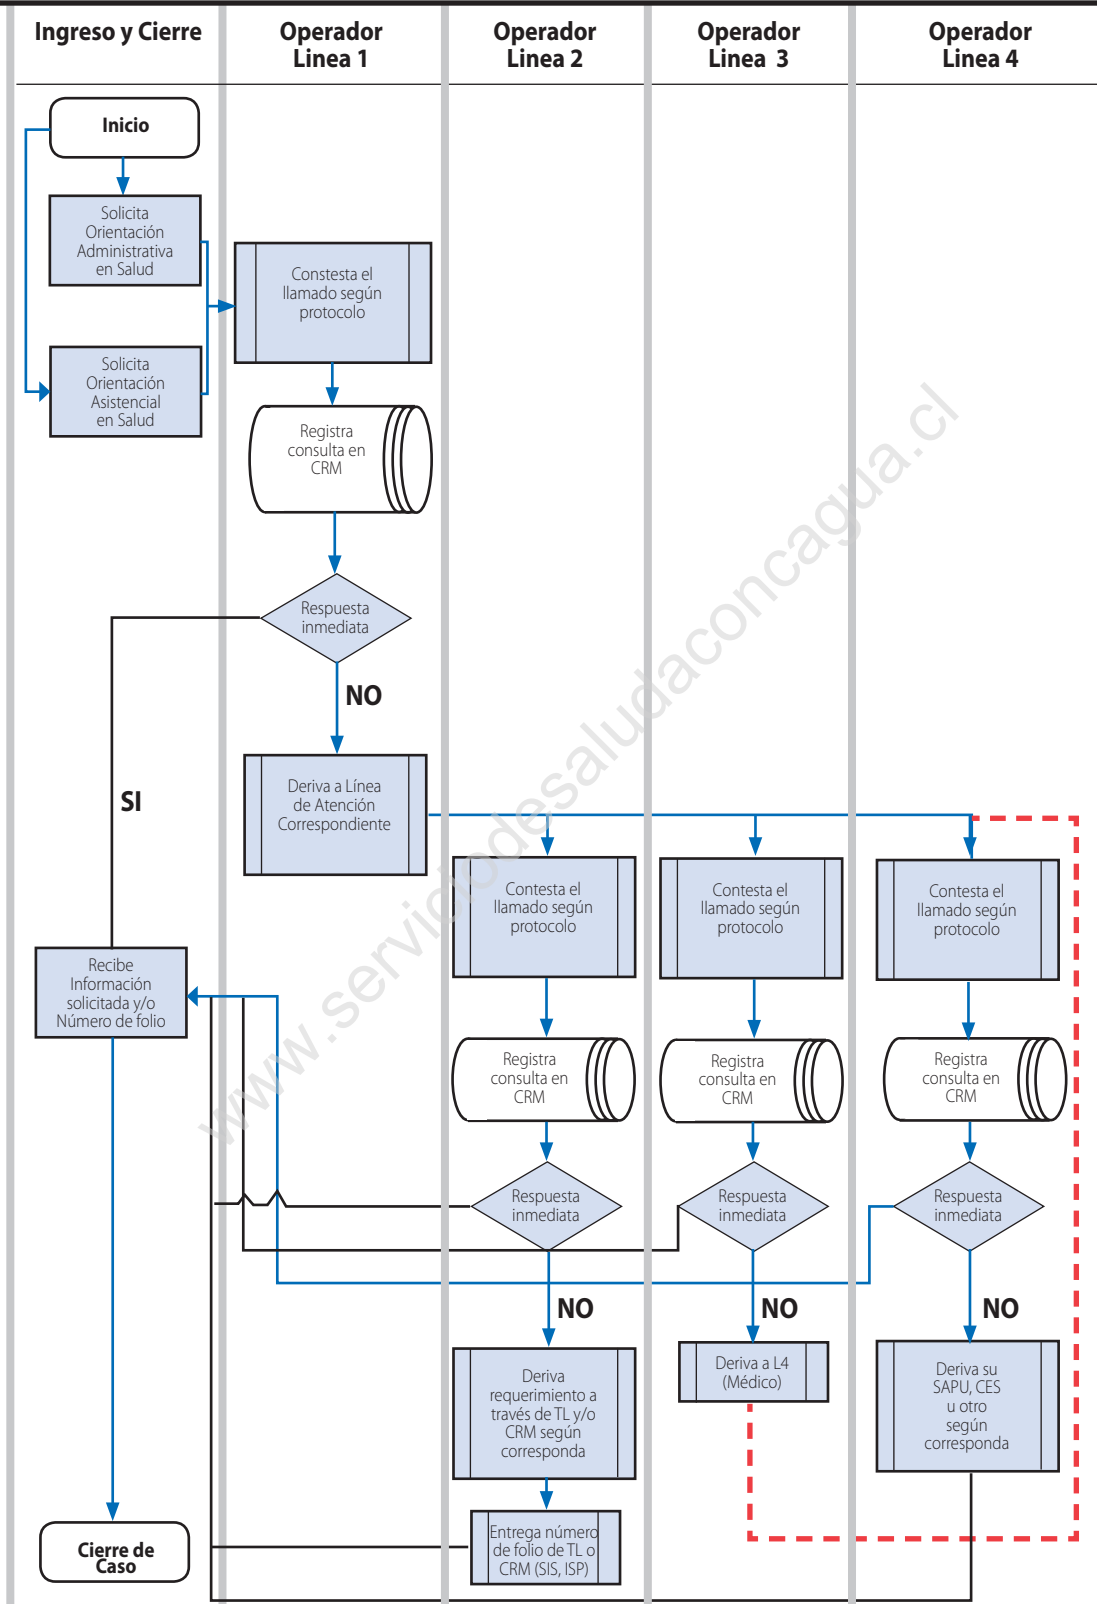 Ingreso y Cierre
Operador
Linea 1
Operador
Linea 2
Operador
Linea 3
Operador
Linea 4
Inicio
Solicita
Orientación
Administrativa
en Salud
Solicita
Orientación
Asistencial
en Salud
Constesta el
llamado según
protocolo
Registra
consulta en
CRM
Respuesta
inmediata
NO
SI
Deriva a Línea
de Atención
Correspondiente
Contesta el
llamado según
protocolo
Contesta el
llamado según
protocolo
Contesta el
llamado según
protocolo
Recibe
Información
solicitada y/o
Número de folio
Registra
consulta en
CRM
Registra
consulta en
CRM
Registra
consulta en
CRM
Respuesta
inmediata
Respuesta
inmediata
Respuesta
inmediata
NO
NO
NO
Deriva
requerimiento a
través de TL y/o
CRM según
corresponda
Deriva a L4
(Médico)
Deriva su
SAPU, CES
u otro
según
corresponda
Entrega número
de folio de TL o
CRM (SIS, ISP)
Cierre de
Caso
www.serviciodesaludaconcagua.cl